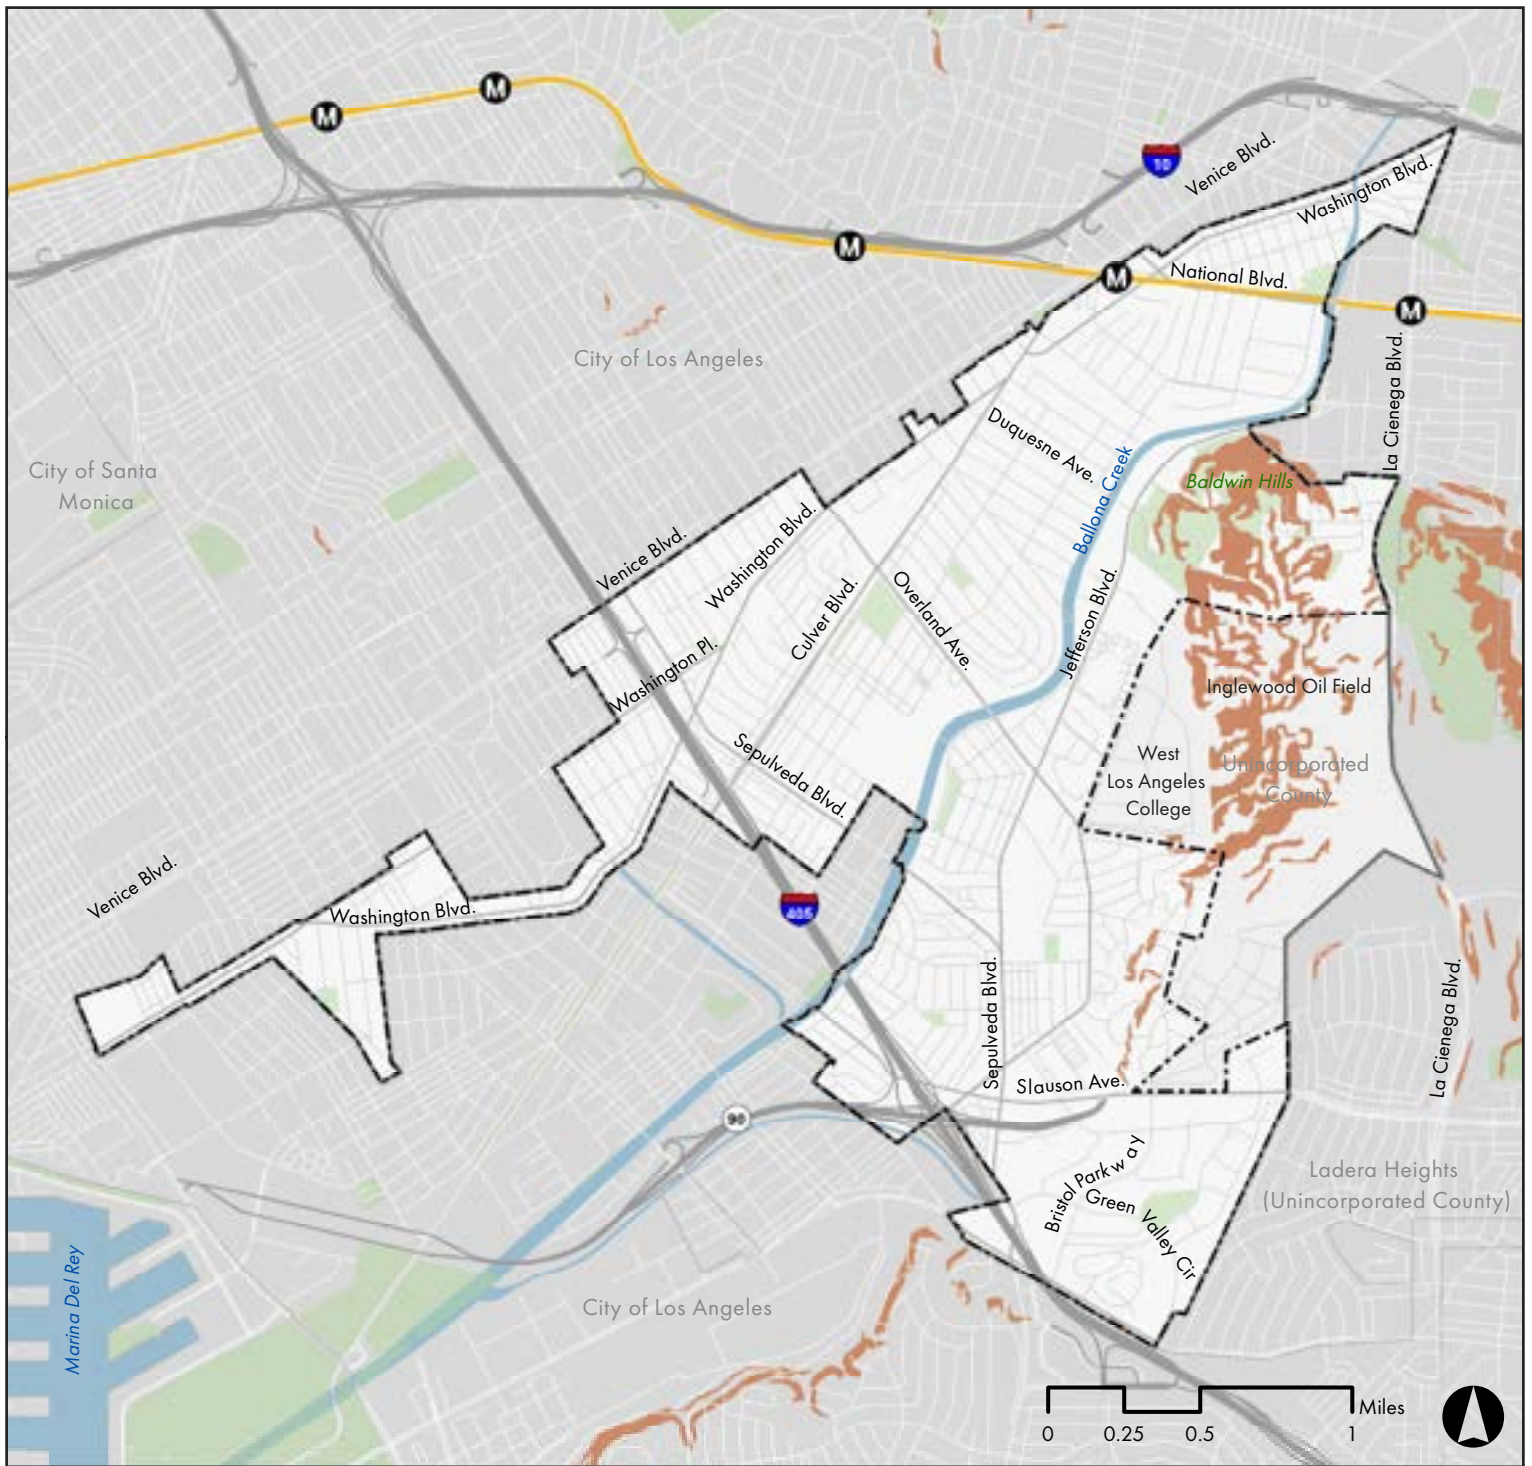 M
M
10
Venice Blvd.
Washington Blvd.
M
M
National Blvd.
M
City of Los Angeles
La Cienega Blvd.
Duquesne Ave.
City of Santa
Monica
Ballona Creek
Baldwin Hills
Venice Blvd.
Washington Blvd.
Culver Blvd.
Overland Ave.
Jefferson Blvd.
Washington Pl.
Inglewood Oil Field
Sepulveda Blvd.
West
Los Angeles
College
Unincorporated
County
Venice Blvd.
Washington Blvd.
405
Sepulveda Blvd.
La Cienega Blvd.
Slauson Ave.
90
Bristol Parkway
Green Valley Cir
Ladera Heights
(Unincorporated County)
Marina Del Rey
City of Los Angeles
Miles
0 0.25 0.5 1